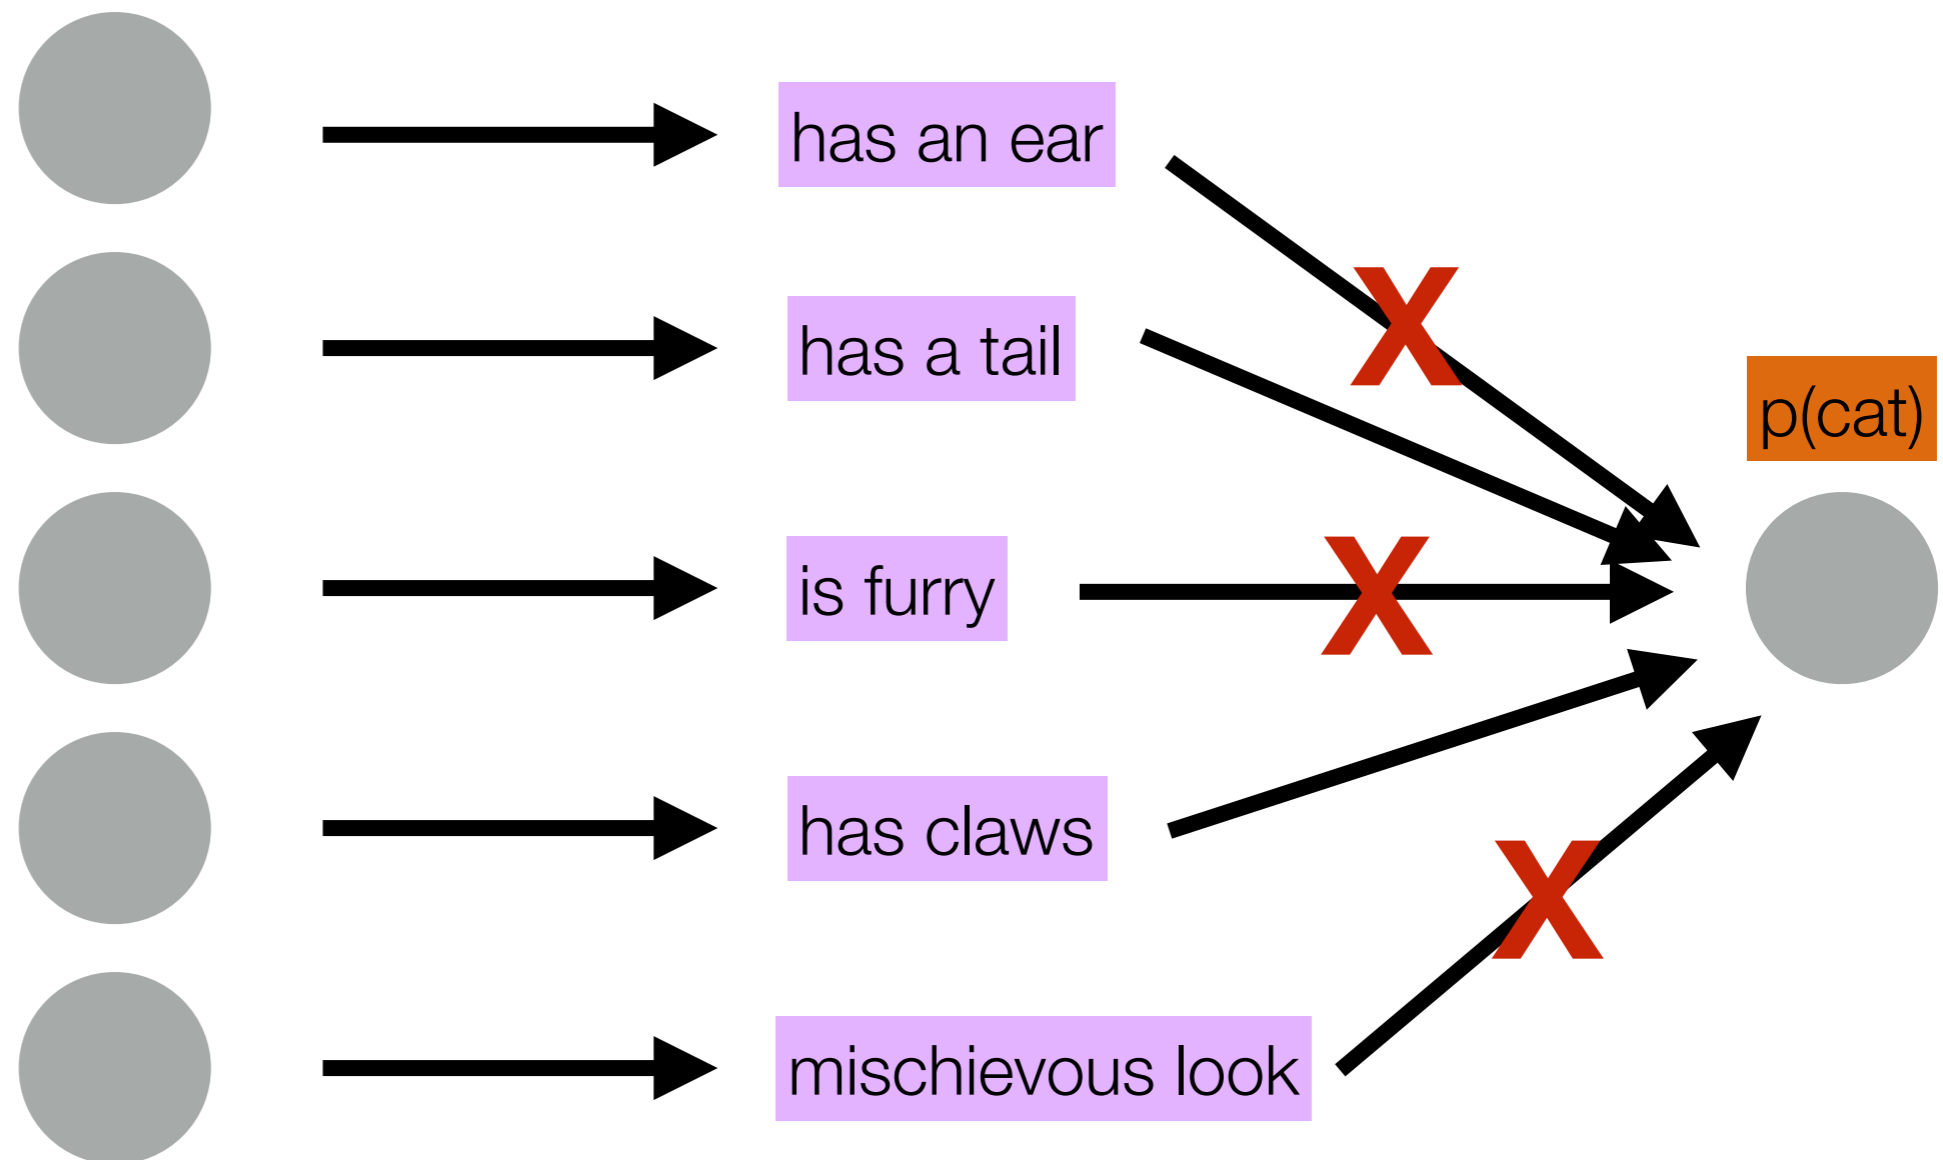 has an ear
has a tail
p(cat)
is furry
has claws
mischievous look
X
X
X